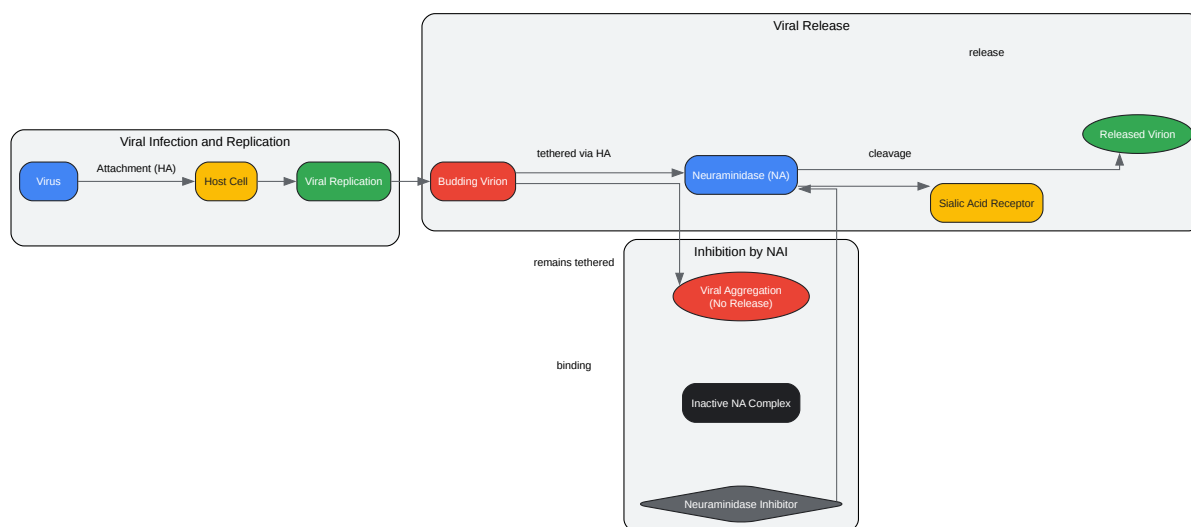 Viral Release
release
Viral Infection and Replication
Virus
Attachment (HA)
Host Cell
Viral Replication
Budding Virion
tethered via HA
Neuraminidase (NA)
cleavage
Released Virion
Sialic Acid Receptor
Inhibition by NAI
remains tethered
Viral Aggregation
(No Release)
binding
Inactive NA Complex
Neuraminidase Inhibitor